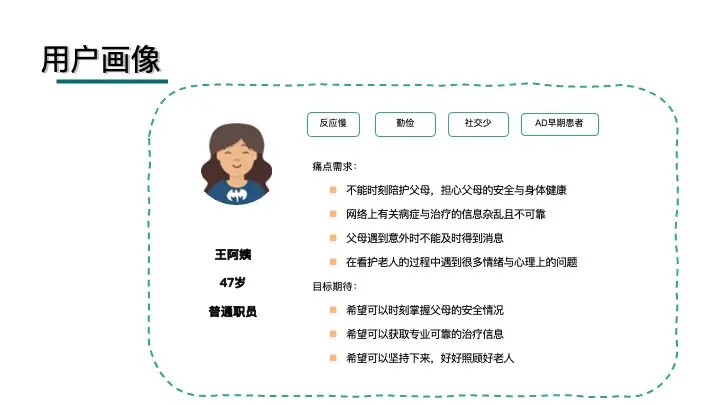 用户画像
反应慢
勤俭
社交少
AD早期患者
痛点需求：
不能时刻陪护父母，担心父母的安全与身体健康
网络上有关病症与治疗的信息杂乱且不可靠
父母遇到意外时不能及时得到消息
在看护老人的过程中遇到很多情绪与心理上的问题
目标期待：
希望可以时刻掌握父母的安全情况
希望可以获取专业可靠的治疗信息
希望可以坚持下来，好好照顾好老人
王阿姨
47岁
普通职员